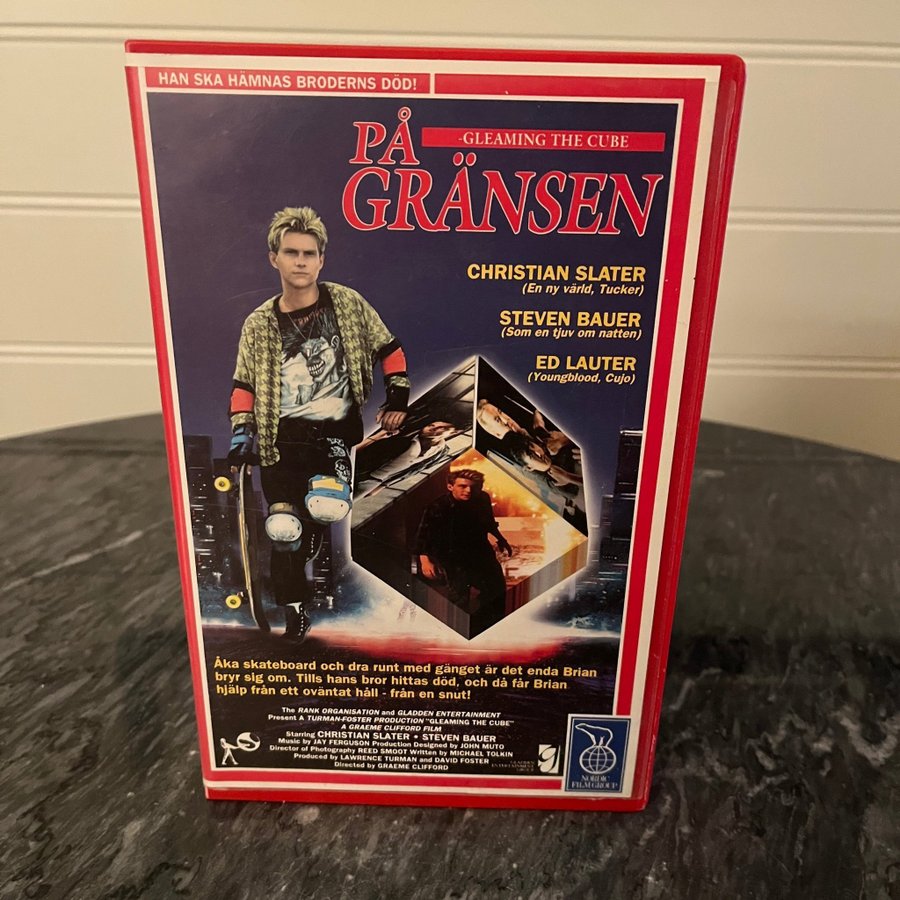 HAN SKA HÄMNAS BRODERNS DÖD!
PÅ
-GLEAMING THE CUBE
GRÄNSEN
CHRISTIAN SLATER
(En ny värld, Tucker)
STEVEN BAUER
(Som en tjuv om natten)
ED LAUTER
(Youngblood, Cujo)
Åka skateboard och dra runt med gänget är det enda Brian
bryr sig om. Tills hans bror hittas död, och då får Brian
hjälp från ett oväntat håll - från en snut!
The RANK ORGANISATION and GLADDEN ENTERTAINMENT
Present A TURMAN-FOSTER PRODUCTION "GLEAMING THE CUBE"
A GRAEME CLIFFORD FILM
Starring CHRISTIAN SLATER • STEVEN BAUER
Music by JAY FERGUSON Production Designed by JOHN MUTO
Director of Photography REED SMOOT Written by MICHAEL TOLKIN
Produced by LAWRENCE TURMAN and DAVID FOSTER
Directed by GRAEME CLIFFORD
GLADDEN
ENTERTAINMENT
GROUP
NORDIC
FILM GROUP